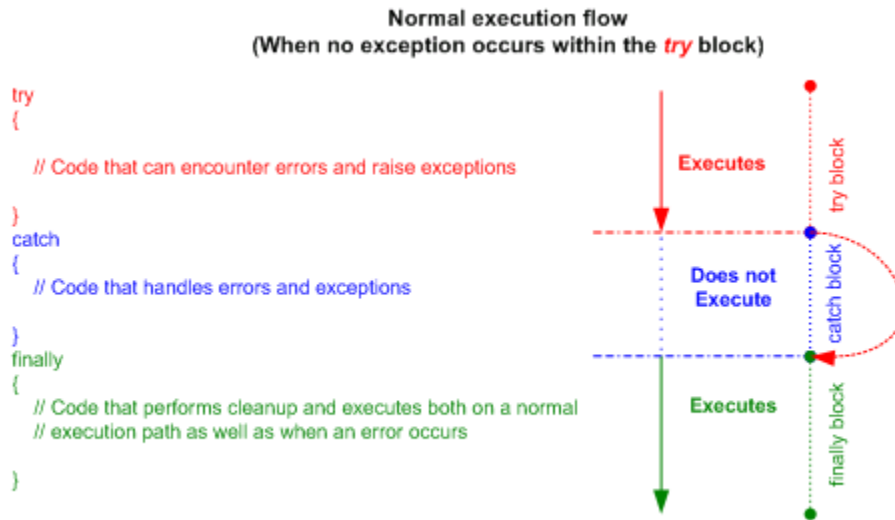 Normal execution flow
(When no exception occurs within the try block)
try
{
// Code that can encounter errors and raise exceptions
}
catch
{
// Code that handles errors and exceptions
}
finally
{
// Code that performs cleanup and executes both on a normal
// execution path as well as when an error occurs
}
Executes
Does not
Execute
Executes
try block
catch block
finally block